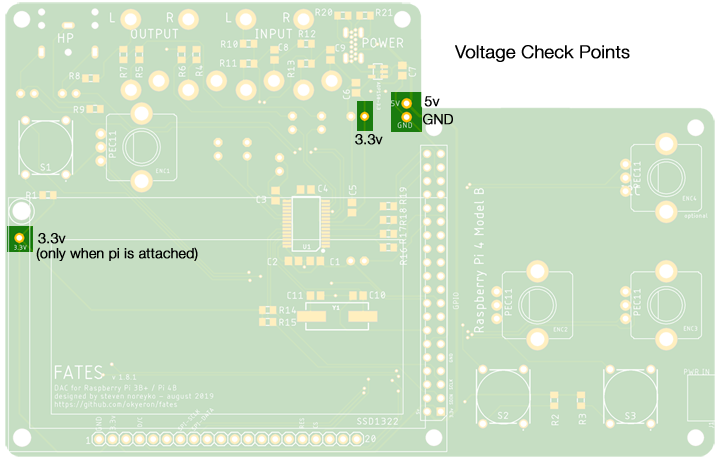 R20
R21
L
R
L
R
HP
OUTPUT
INPUT
POWER
R10
R12
C8
C9
R11
R13
R7
R5
R6
R4
R8
C7
C6
Voltage Check Points
5V
5v
GND
GND
3.3v
R9
PEC11
ENC1
S1
R1
C3
C4
C5
R19
R18
R17
R16
U1
C2
C1
3.3V
3.3v
(only when pi is attached)
C11
C10
Y1
R14
R15
GPIO
Raspberry Pi 4 Model B
PEC11
ENC4
optional
PEC11
ENC2
PEC11
ENC3
FATES
v 1.8.1
DAC for Raspberry Pi 3B+ / Pi 4B
designed by steven noreyko - august 2019
https://github.com/okyeron/fates
SSD1322
1
20
S2
R2
R3
S3
PWR IN